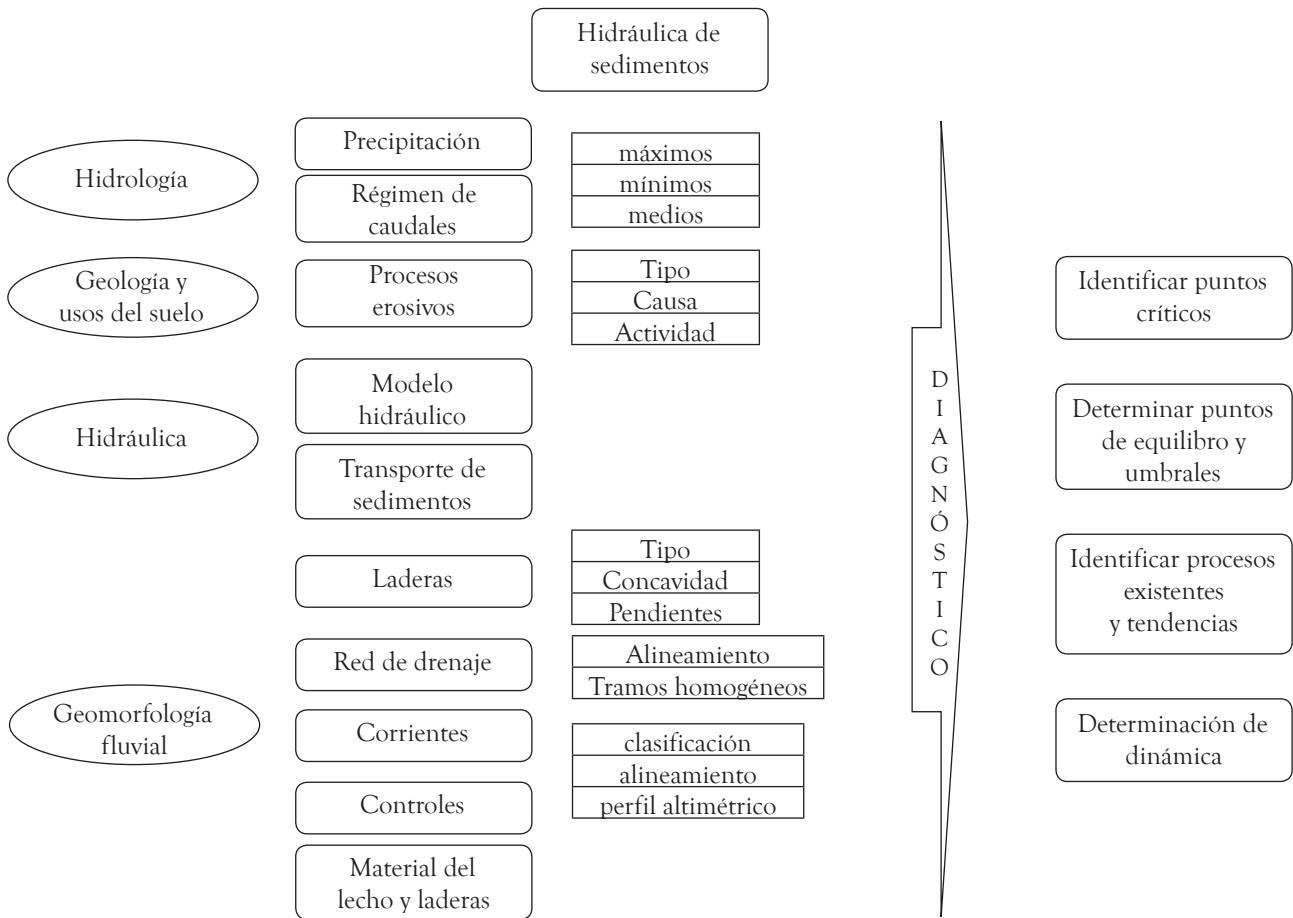 Hidráulica de
sedimentos
Hidrología
Precipitación
Régimen de
caudales
máximos
mínimos
medios
Geología y
usos del suelo
Procesos
erosivos
Tipo
Causa
Actividad
Hidráulica
Modelo
hidráulico
Transporte de
sedimentos
Geomorfología
fluvial
Laderas
Tipo
Concavidad
Pendientes
Red de drenaje
Alineamiento
Tramos homogéneos
Corrientes
clasificación
alineamiento
perfil altimétrico
Controles
Material del
lecho y laderas
DIAGNÓSTICO
Identificar puntos
críticos
Determinar puntos
de equilibro y
umbrales
Identificar procesos
existentes
y tendencias
Determinación de
dinámica